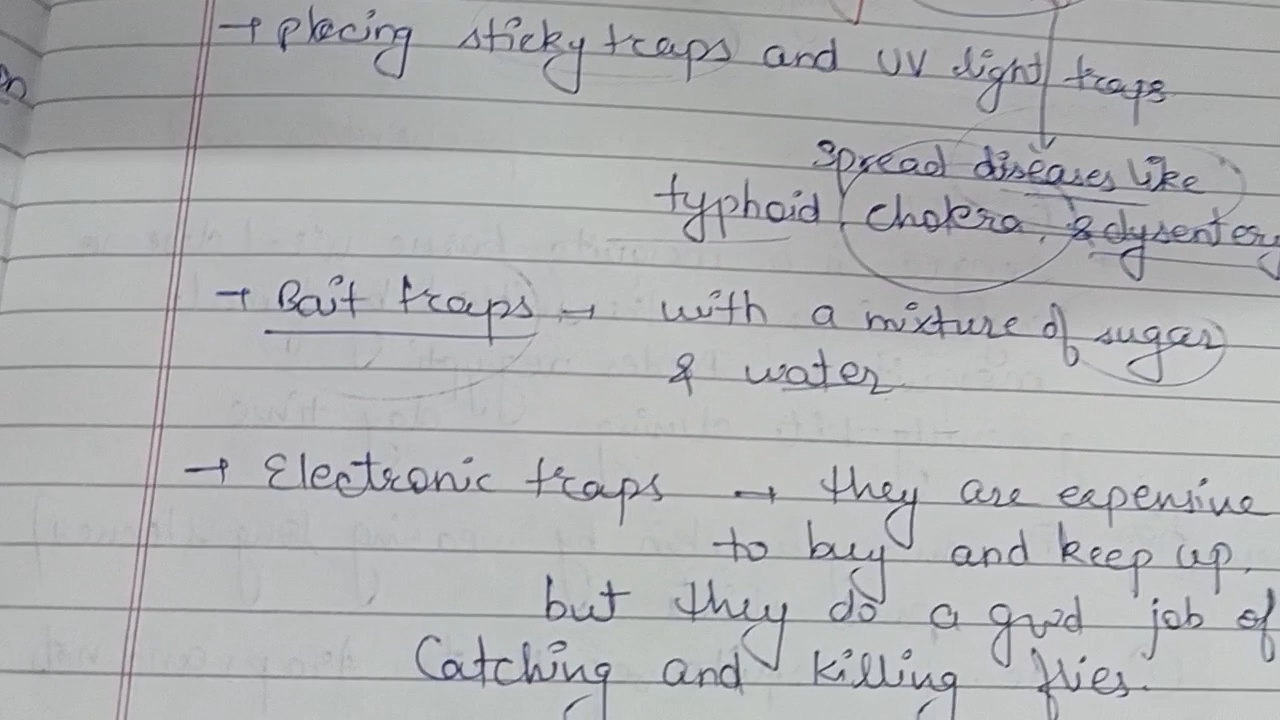 → placing sticky traps and UV light traps
spread diseases like
typhoid, cholera, & dysentery
→ Bait traps → with a mixture of sugar
& water
→ Electronic traps → they are expensive
to buy and keep up.
but they do a good job of
Catching and killing flies.